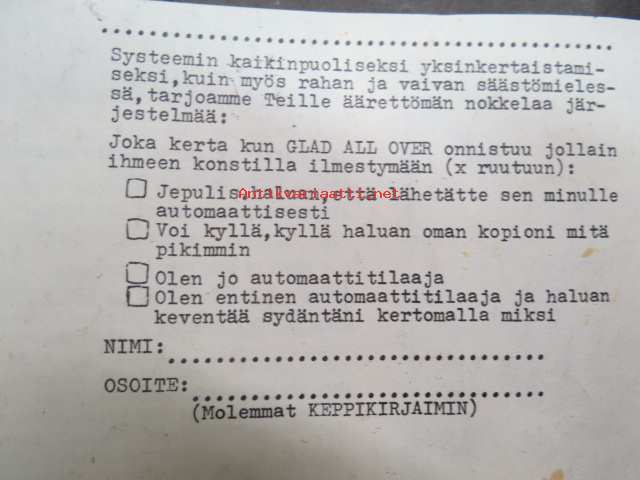 Systeemin kaikinpuoliseksi yksinkertaistami-
seksi,kuin myös rahan ja vaivan säästömieles-
sä,tarjoamme Teille äärettömän nokkelaa jär-
jestelmää:
Joka kerta kun GLAD ALL OVER onnistuu jollain
ihmeen konstilla ilmestymään (x ruutuun):
Jepulis,haluan,että lähetätte sen minulle
Antikvariaatti.net
automaattisesti
Voi kyllä,kyllä haluan oman kopioni mitä
pikimmin
Olen jo automaattitilaaja
Olen entinen automaattitilaaja ja haluan
keventää sydäntäni kertomalla miksi
NIMI:
OSOITE:
(Molemmat KEPPIKIRJAIMIN)